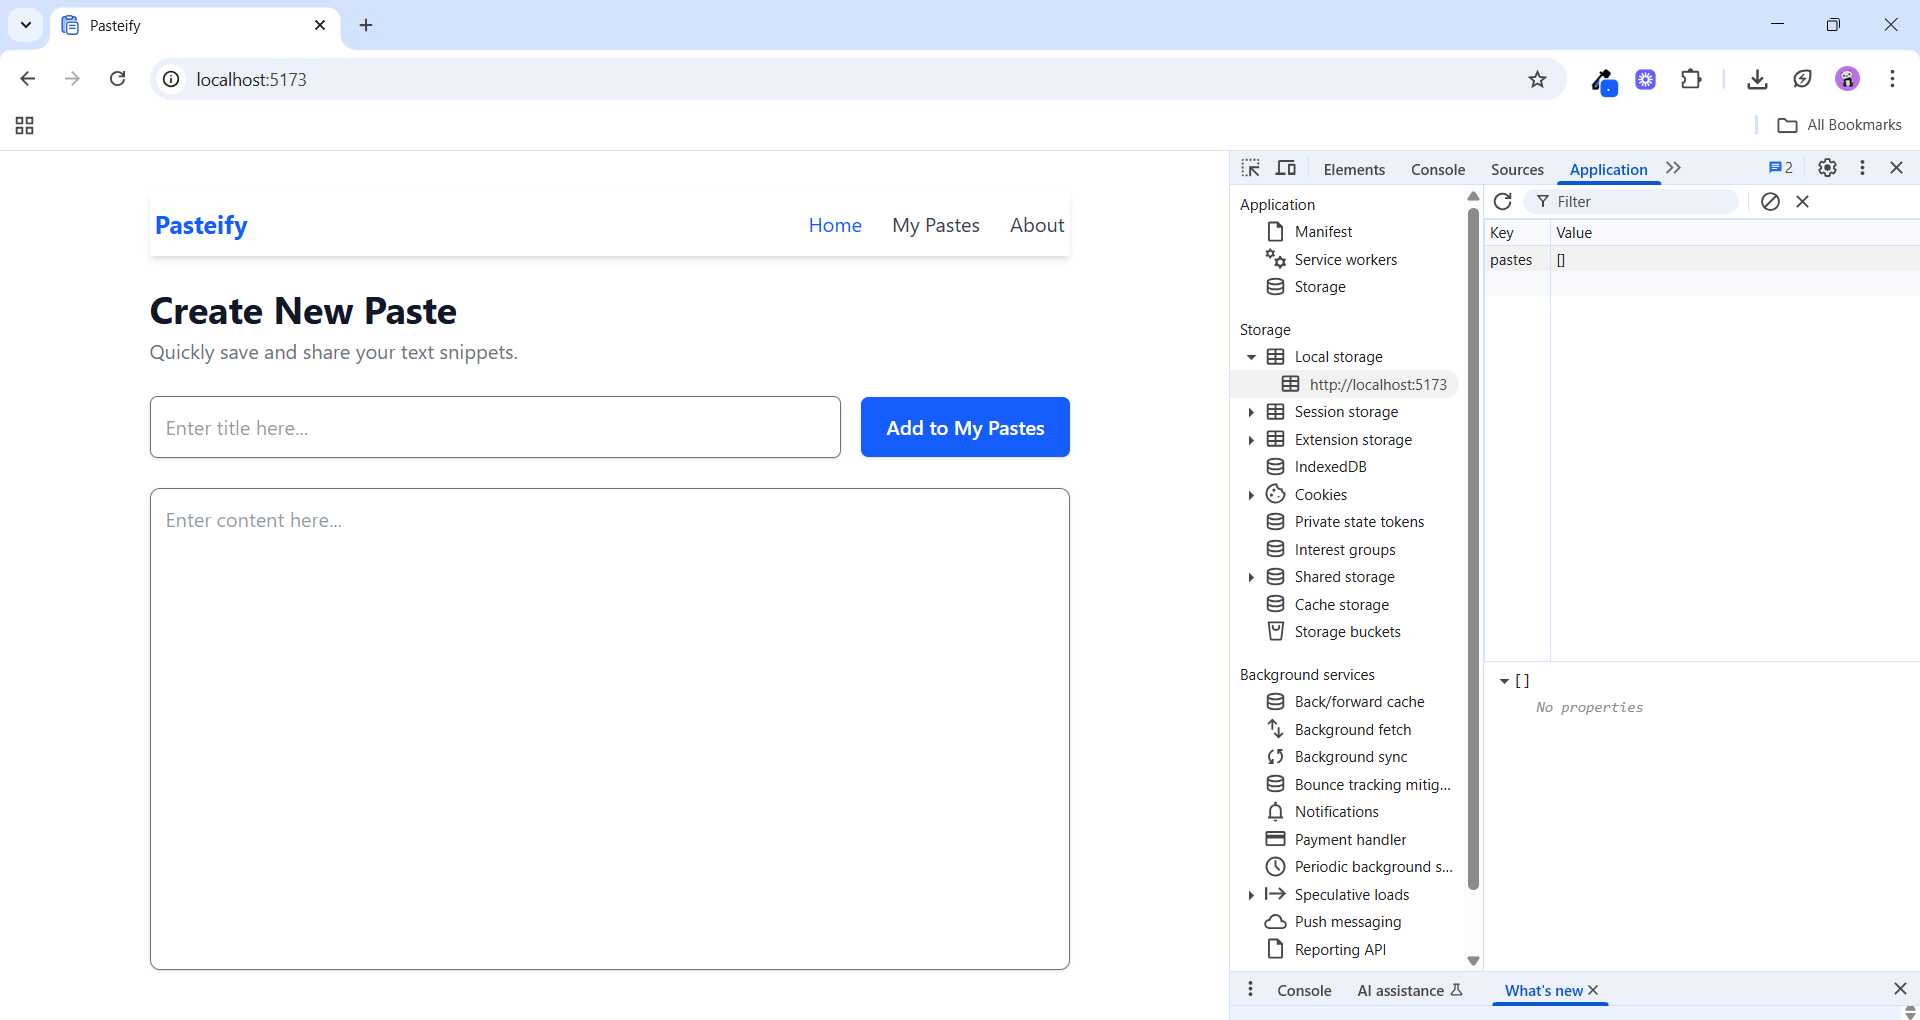 Pasteify
localhost:5173
All Bookmarks
Pasteify
Home
My Pastes
About
Create New Paste
Quickly save and share your text snippets.
Enter title here...
Add to My Pastes
Enter content here...
Elements
Console
Sources
Application
2
Application
Manifest
Service workers
Storage
Storage
Local storage
http://localhost:5173
Session storage
Extension storage
IndexedDB
Cookies
Private state tokens
Interest groups
Shared storage
Cache storage
Storage buckets
Background services
Back/forward cache
Background fetch
Background sync
Bounce tracking mitig...
Notifications
Payment handler
Periodic background s...
Speculative loads
Push messaging
Reporting API
Filter
Key Value
pastes []
[]
No properties
Console
AI assistance
What's new